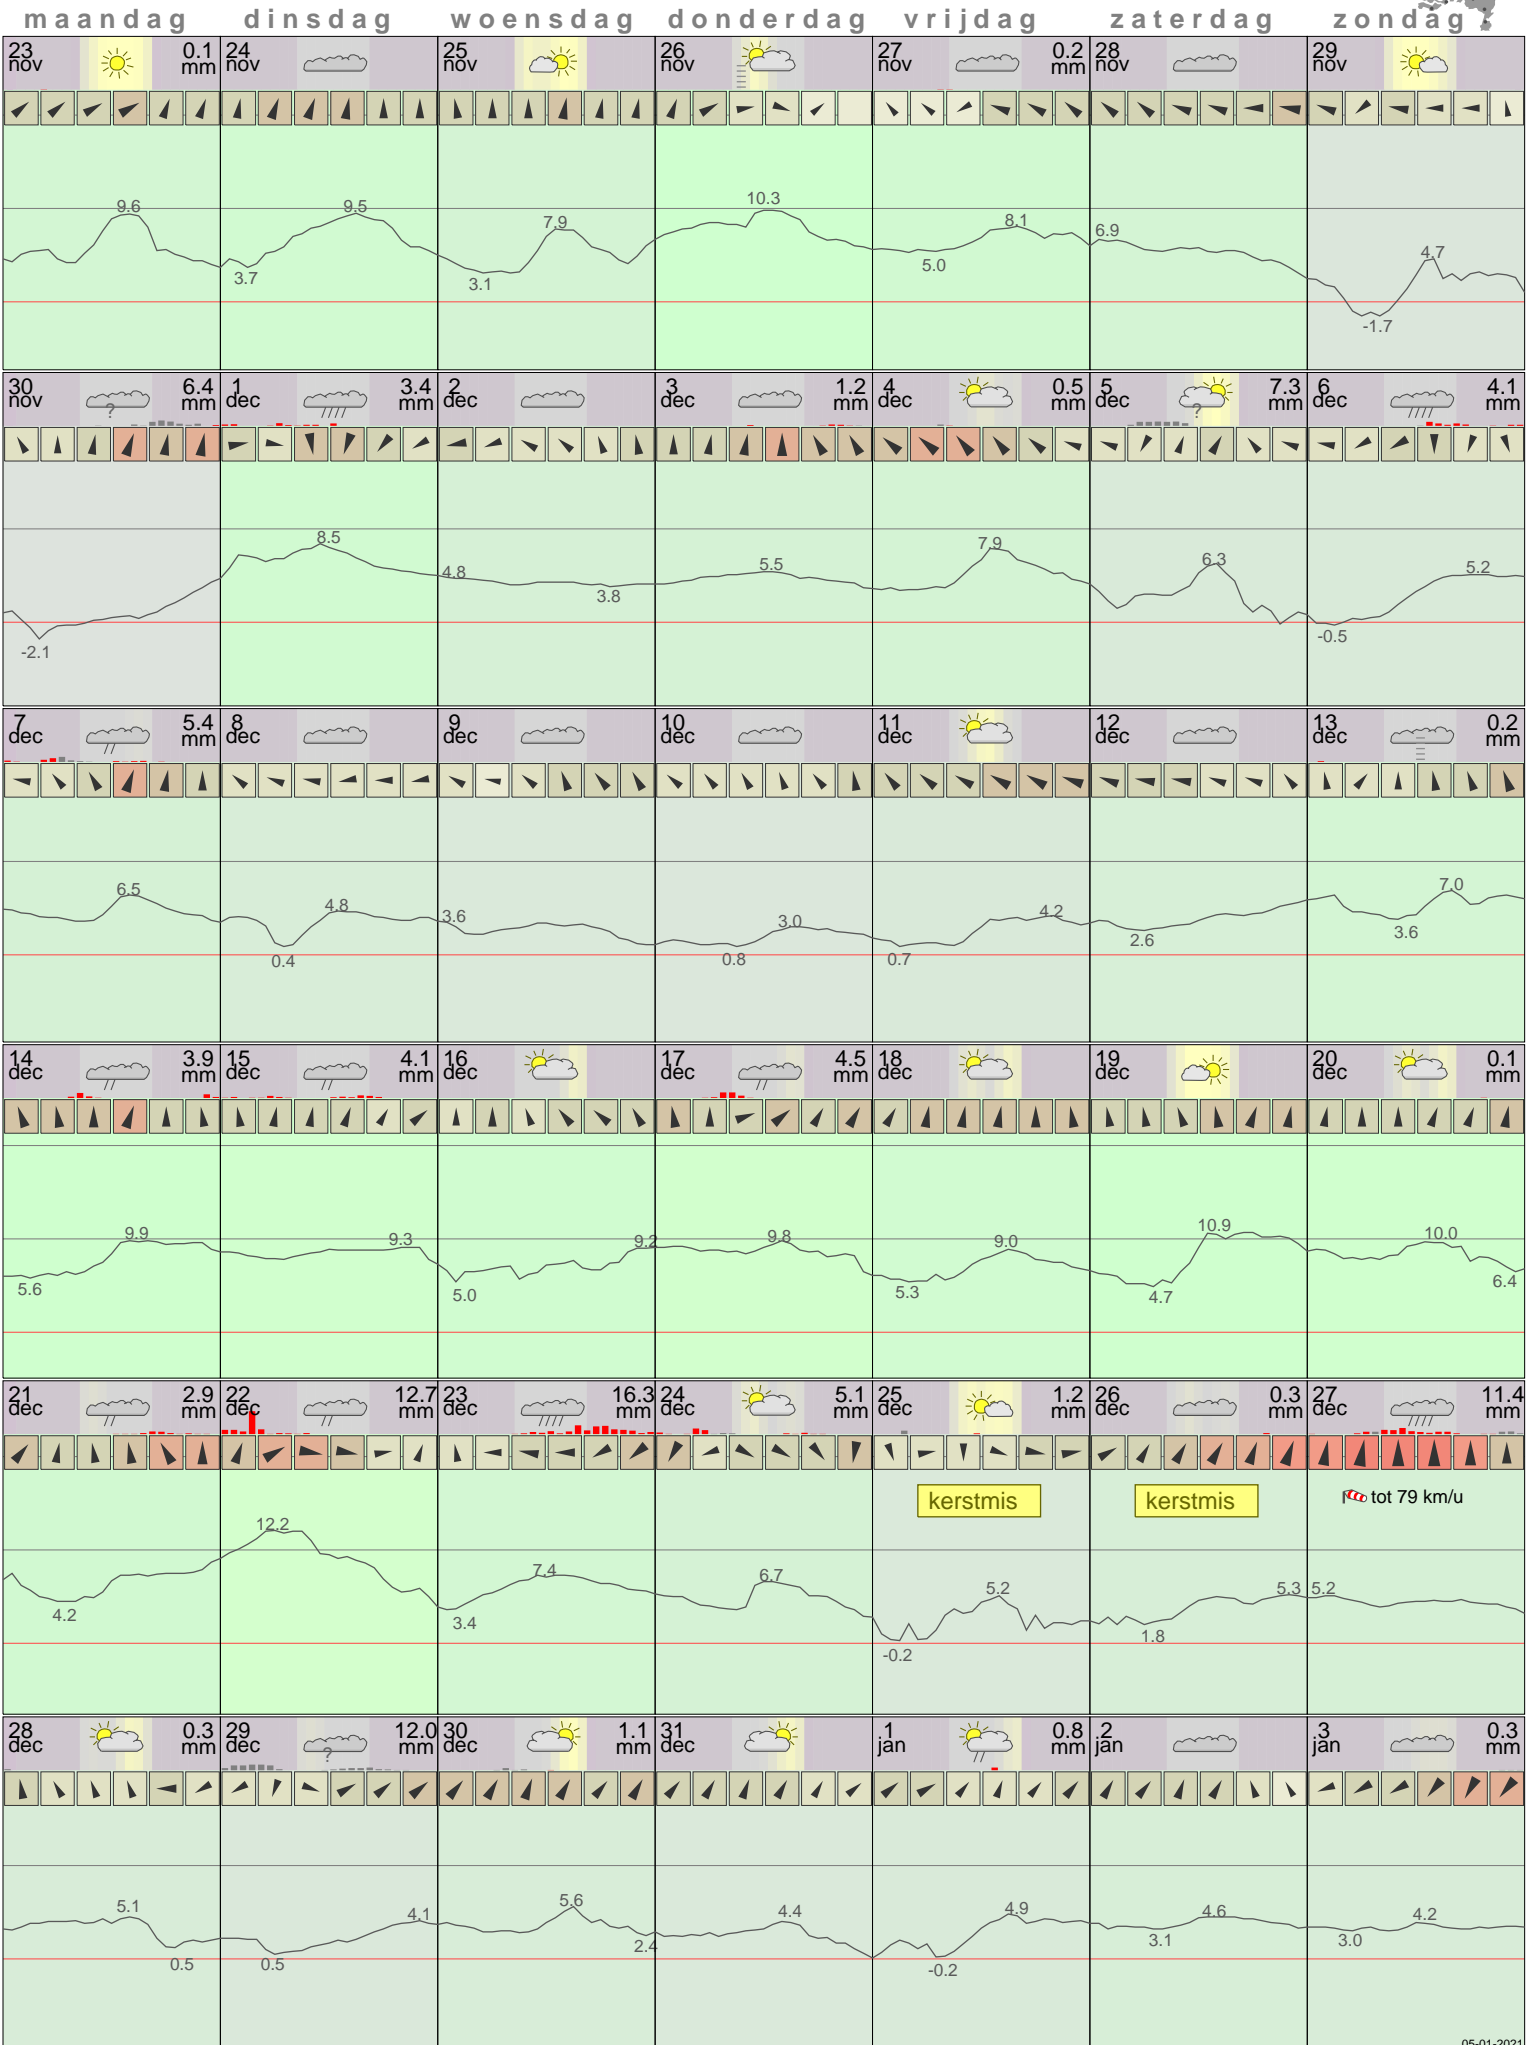 maandag dinsdag woensdag donderdag vrijdag zaterdag zondag
23 nov 0.1 mm 24 nov 25 nov 26 nov 27 nov 0.2 mm 28 nov 29 nov
9.6 3.7 9.5 3.1 7.9 10.3 5.0 8.1 6.9 -1.7 4.7
30 nov ? 6.4 mm 1 dec 3.4 mm 2 dec 3 dec 1.2 mm 4 dec 0.5 mm 5 dec ? 7.3 mm 6 dec 4.1 mm
-2.1 8.5 4.8 3.8 5.5 7.9 6.3 -0.5 5.2
7 dec 5.4 mm 8 dec 9 dec 10 dec 11 dec 12 dec 13 dec 0.2 mm
6.5 0.4 4.8 3.6 0.8 3.0 0.7 4.2 2.6 3.6 7.0
14 dec 3.9 mm 15 dec 4.1 mm 16 dec 17 dec 4.5 mm 18 dec 19 dec 20 dec 0.1 mm
5.6 9.9 9.3 5.0 9.2 9.8 5.3 9.0 4.7 10.9 10.0 6.4
21 dec 2.9 mm 22 dec 12.7 mm 23 dec 16.3 mm 24 dec 5.1 mm 25 dec 1.2 mm 26 dec 0.3 mm 27 dec 11.4 mm
kerstmis kerstmis tot 79 km/u
4.2 12.2 3.4 7.4 6.7 -0.2 5.2 1.8 5.3 5.2
28 dec 0.3 mm 29 dec ? 12.0 mm 30 dec 1.1 mm 31 dec 1 jan 0.8 mm 2 jan 3 jan 0.3 mm
5.1 0.5 0.5 4.1 5.6 2.4 4.4 -0.2 4.9 3.1 4.6 3.0 4.2
05-01-2021